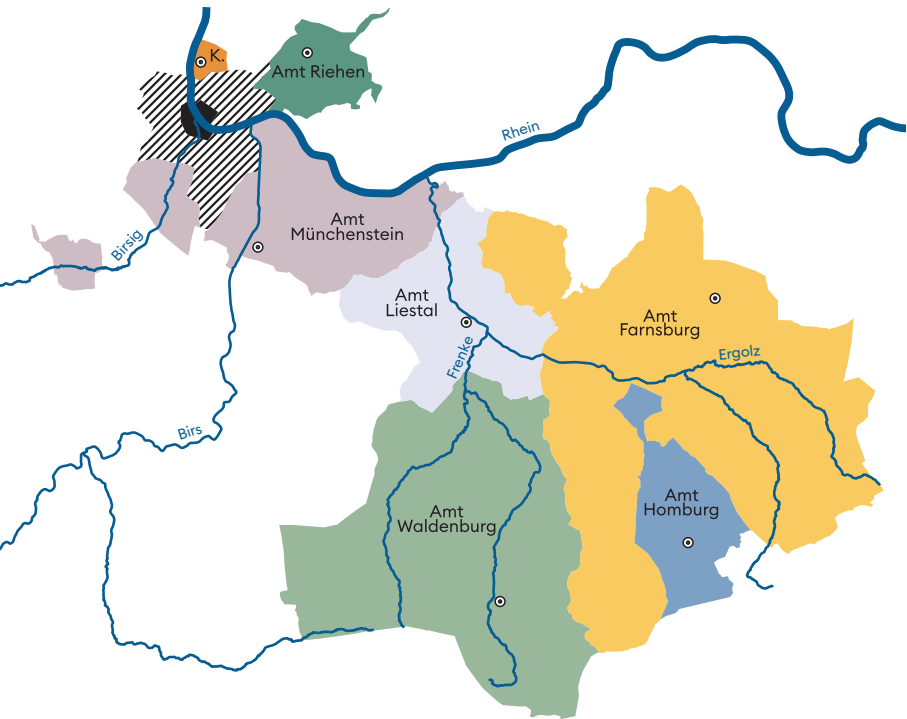 K.
Amt Riehen
Rhein
Amt
Münchenstein
Birsig
Amt
Liestal
Amt
Farnsburg
Frenke
Ergolz
Birs
Amt
Homburg
Amt
Waldenburg